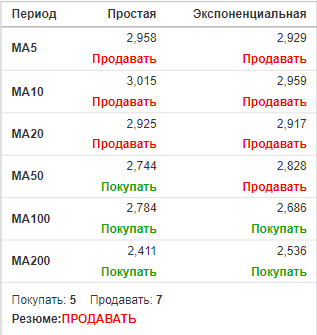 Период Простая Экспоненциальная
MA5 2,958 2,929
Продавать Продавать
MA10 3,015 2,959
Продавать Продавать
MA20 2,925 2,917
Продавать Продавать
MA50 2,744 2,828
Покупать Продавать
MA100 2,784 2,686
Покупать Покупать
MA200 2,411 2,536
Покупать Покупать
Покупать: 5 Продавать: 7
Резюме:ПРОДАВАТЬ